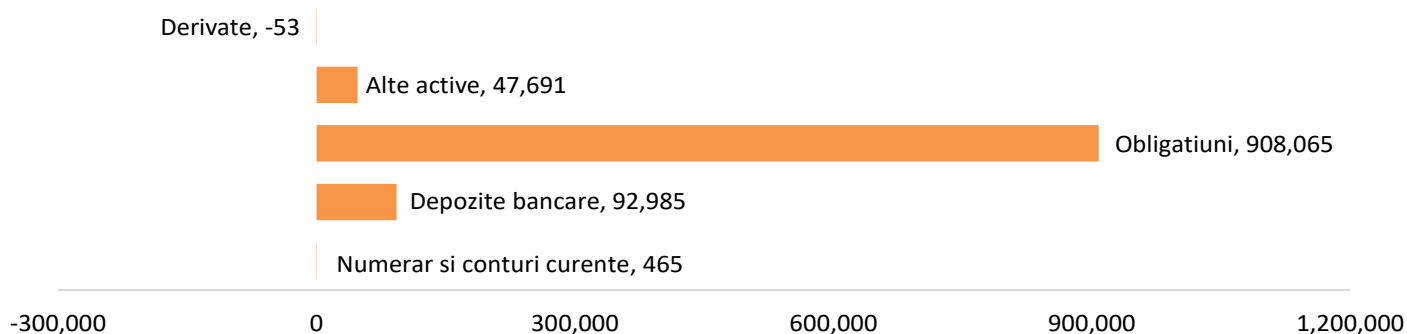 Derivate, -53
Alte active, 47,691
Obligatiuni, 908,065
Depozite bancare, 92,985
Numerar si conturi curente, 465
-300,000 0 300,000 600,000 900,000 1,200,000